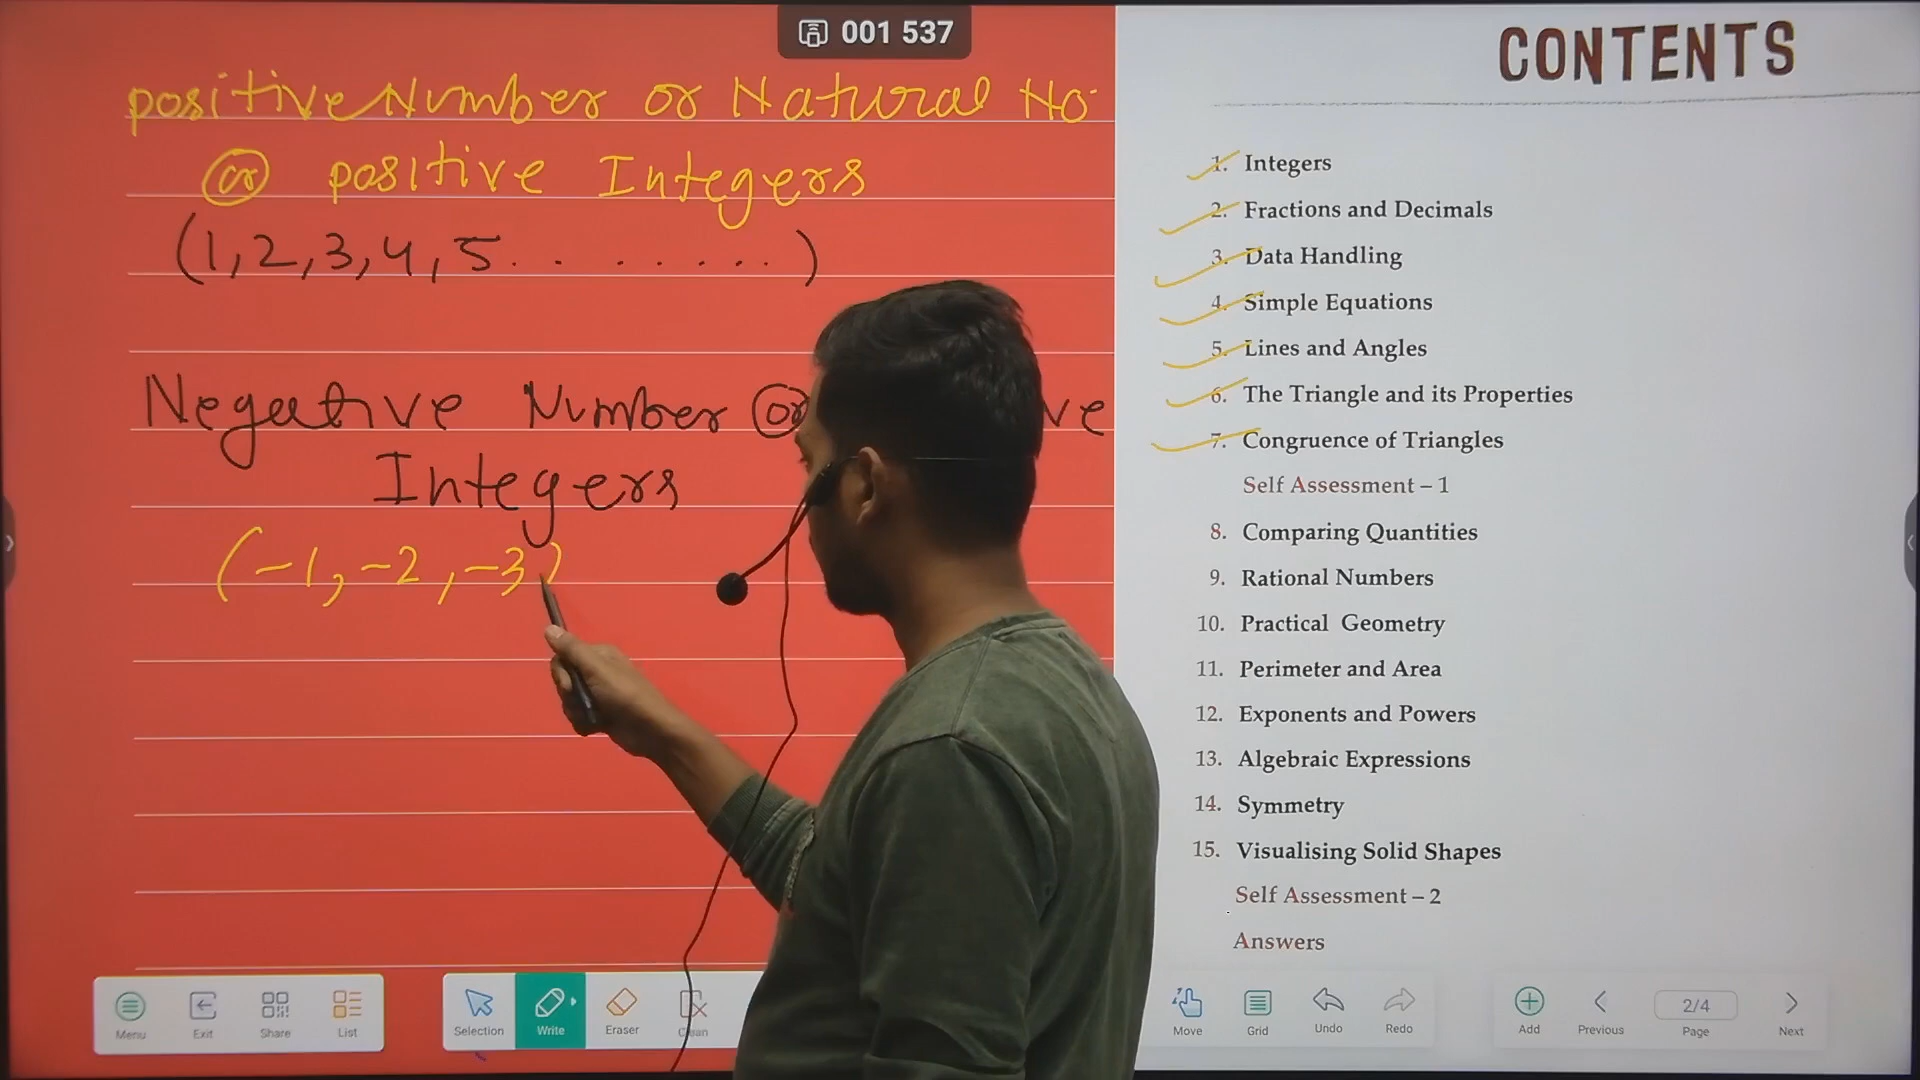 001 537
positive Number or Natural No.
or positive Integers
(1,2,3,4,5. . . . . . . .)
Negative Number or ve
Integers
(-1, -2, -3)
Menu Exit Share List
Selection Write Eraser Clean
CONTENTS
1. Integers
2. Fractions and Decimals
3. Data Handling
4. Simple Equations
5. Lines and Angles
6. The Triangle and its Properties
7. Congruence of Triangles
Self Assessment – 1
8. Comparing Quantities
9. Rational Numbers
10. Practical Geometry
11. Perimeter and Area
12. Exponents and Powers
13. Algebraic Expressions
14. Symmetry
15. Visualising Solid Shapes
Self Assessment – 2
Answers
Move Grid Undo Redo
Add Previous 2/4 Page Next